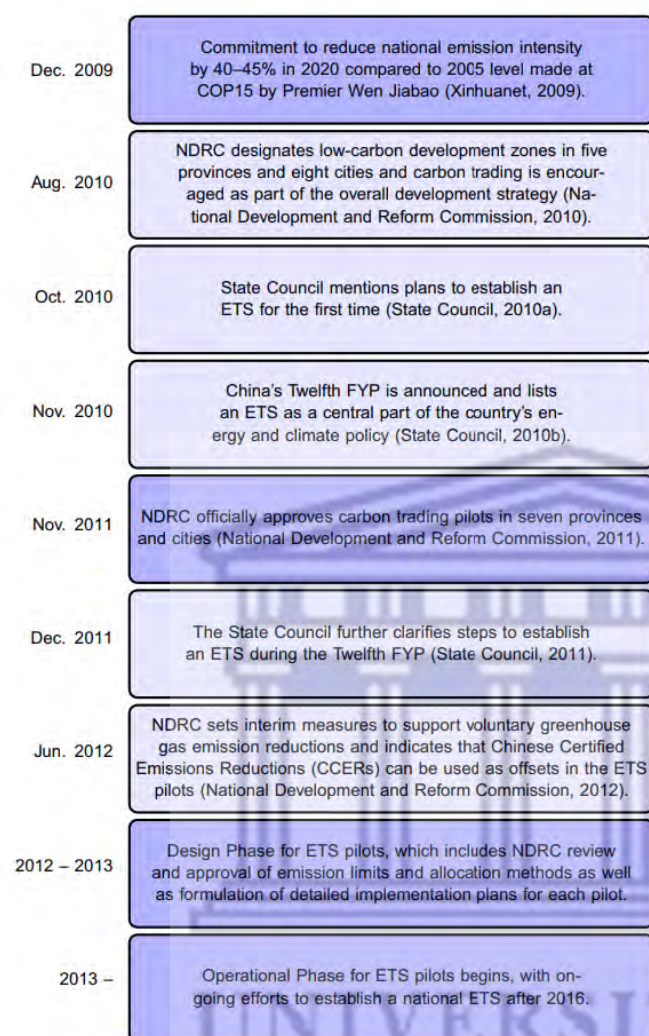 Dec. 2009
Commitment to reduce national emission intensity
by 40–45% in 2020 compared to 2005 level made at
COP15 by Premier Wen Jiabao (Xinhuanet, 2009).
Aug. 2010
NDRC designates low-carbon development zones in five
provinces and eight cities and carbon trading is encour-
aged as part of the overall development strategy (Na-
tional Development and Reform Commission, 2010).
Oct. 2010
State Council mentions plans to establish an
ETS for the first time (State Council, 2010a).
Nov. 2010
China's Twelfth FYP is announced and lists
an ETS as a central part of the country's en-
ergy and climate policy (State Council, 2010b).
Nov. 2011
NDRC officially approves carbon trading pilots in seven provinces
and cities (National Development and Reform Commission, 2011).
Dec. 2011
The State Council further clarifies steps to establish
an ETS during the Twelfth FYP (State Council, 2011).
Jun. 2012
NDRC sets interim measures to support voluntary greenhouse
gas emission reductions and indicates that Chinese Certified
Emissions Reductions (CCERs) can be used as offsets in the ETS
pilots (National Development and Reform Commission, 2012).
2012 – 2013
Design Phase for ETS pilots, which includes NDRC review
and approval of emission limits and allocation methods as well
as formulation of detailed implementation plans for each pilot.
2013 –
Operational Phase for ETS pilots begins, with on-
going efforts to establish a national ETS after 2016.
UNIVERSI